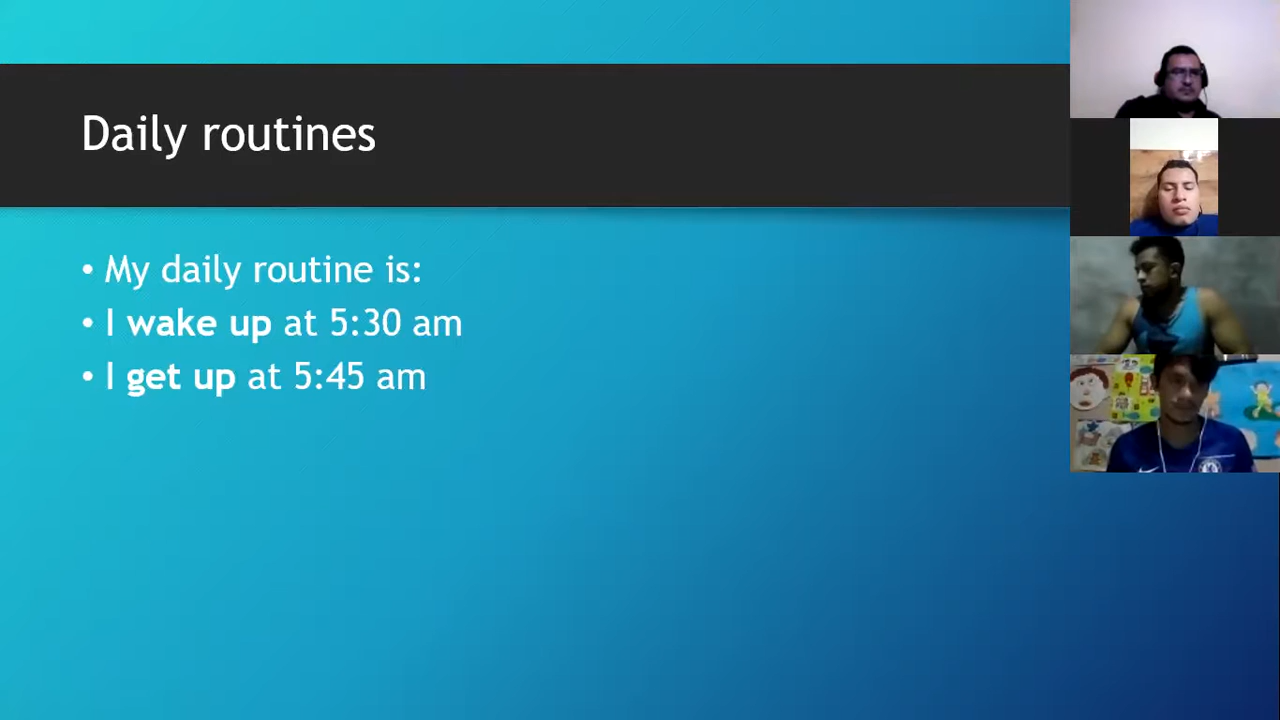 Daily routines
• My daily routine is:
• I wake up at 5:30 am
• I get up at 5:45 am